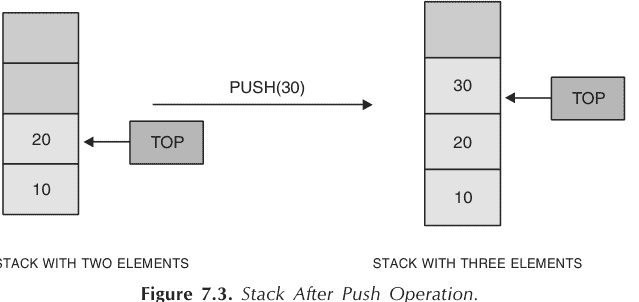 PUSH(30)
30
TOP
20
TOP
20
10
10
STACK WITH TWO ELEMENTS
STACK WITH THREE ELEMENTS
Figure 7.3. Stack After Push Operation.